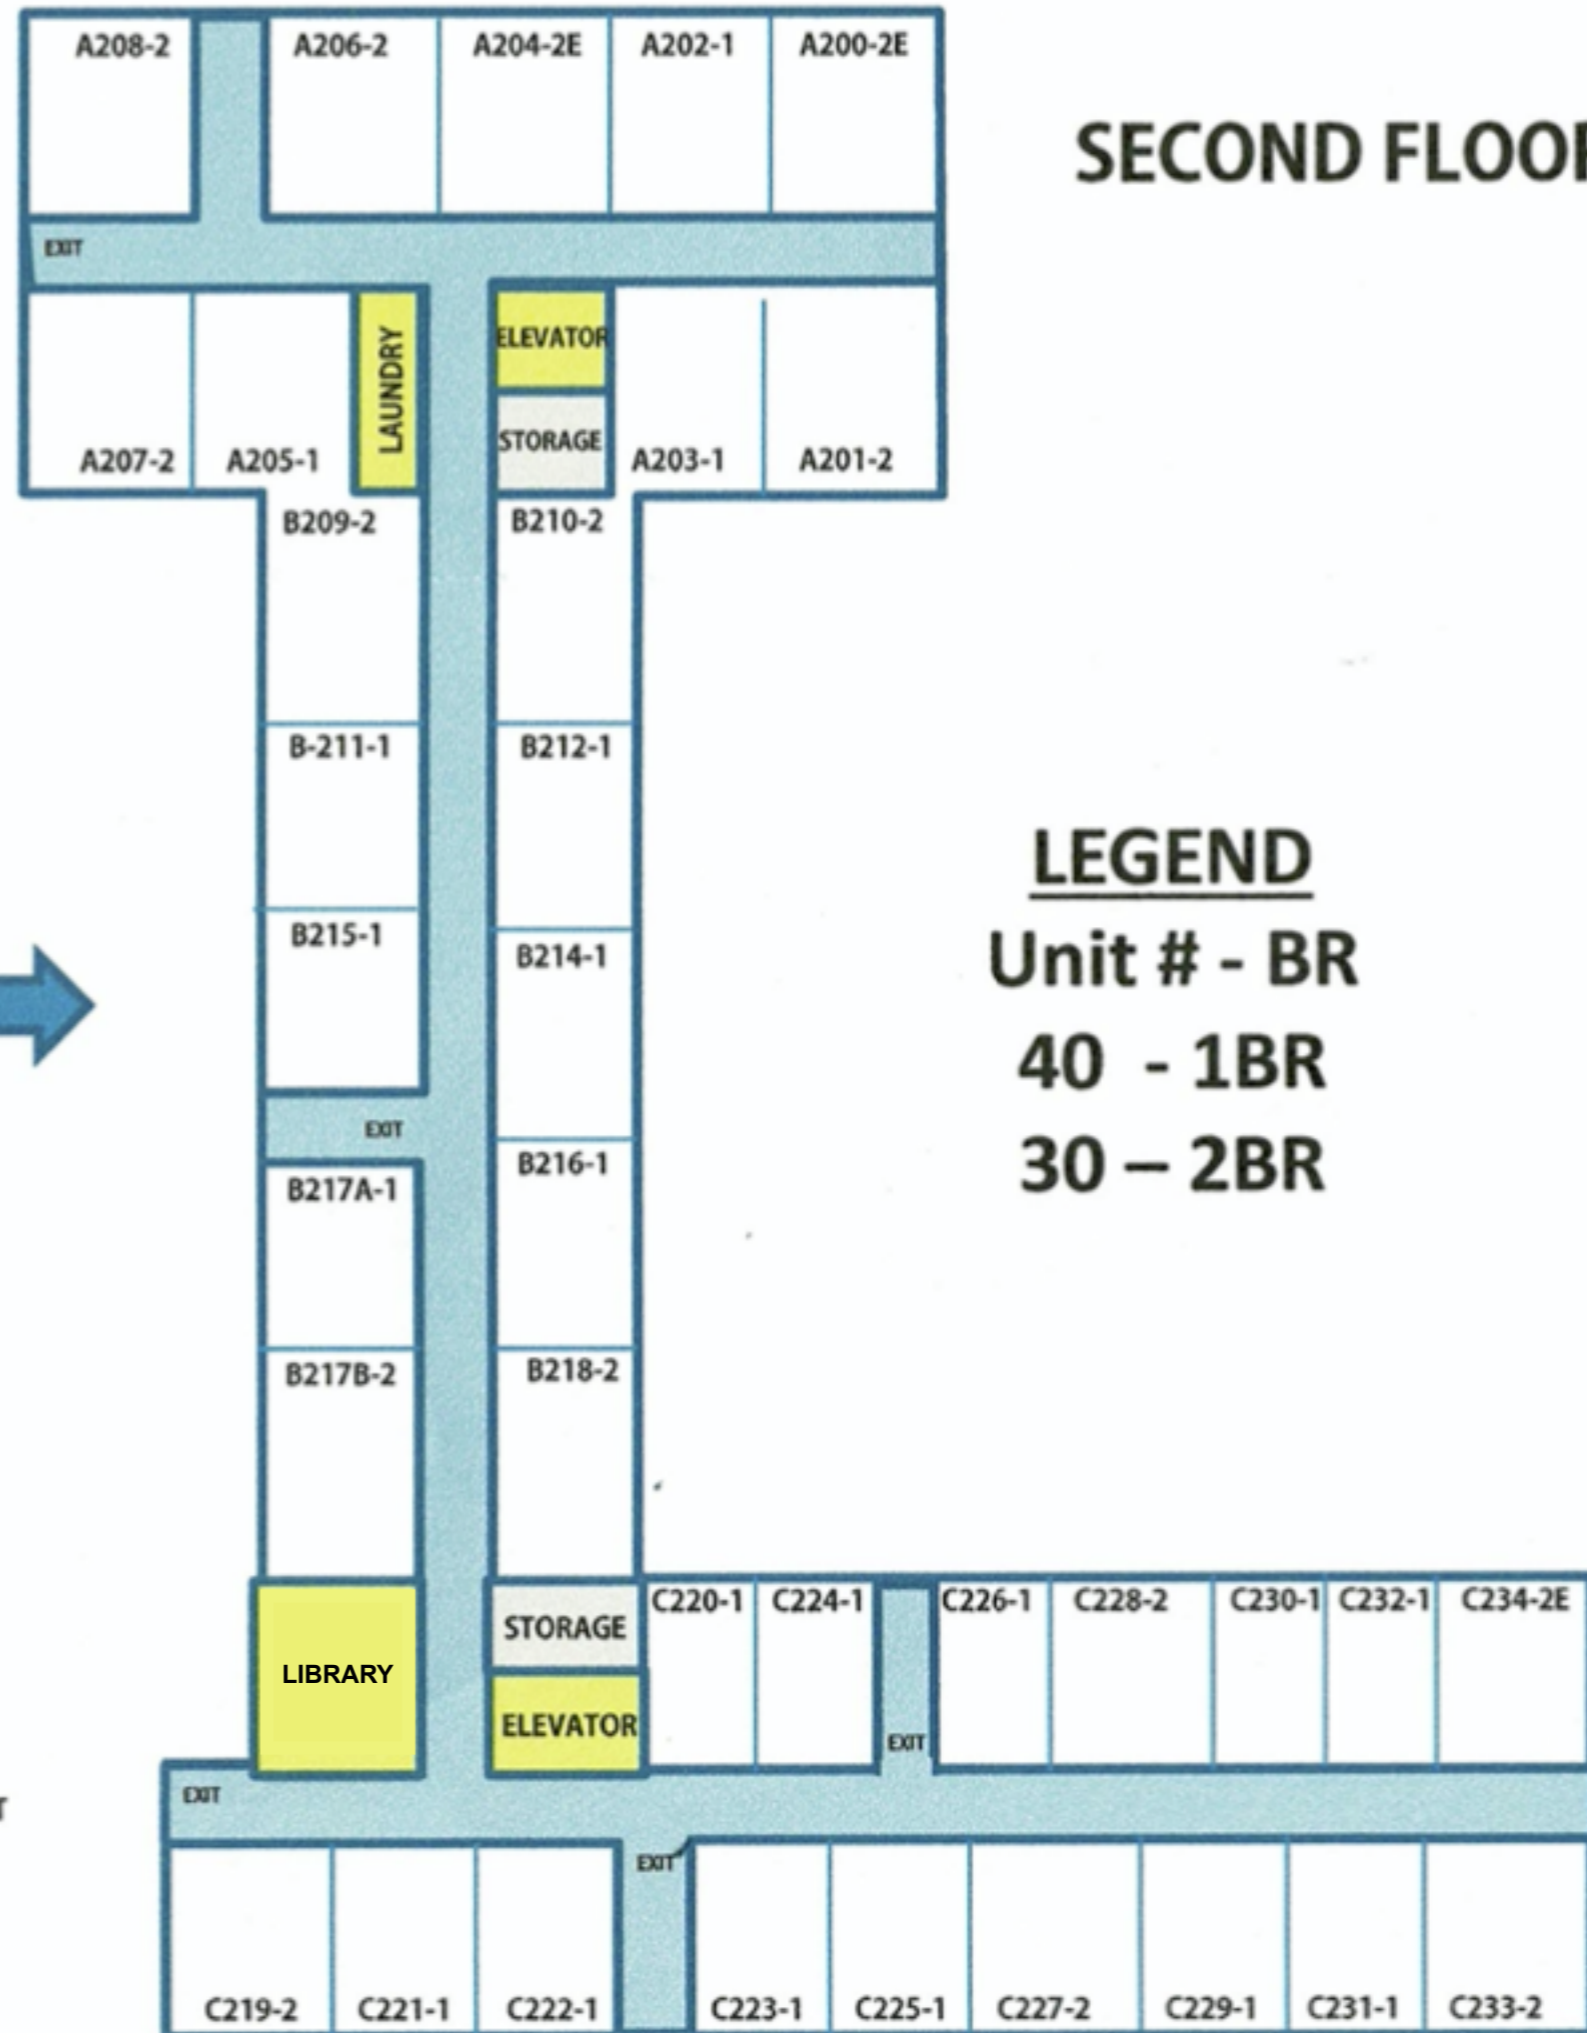 A208-2
A206-2
A204-2E
A202-1
A200-2E
SECOND FLOOR
EXIT
LAUNDRY
ELEVATOR
STORAGE
A207-2
A205-1
A203-1
A201-2
B209-2
B210-2
B-211-1
B212-1
LEGEND
Unit # - BR
40 - 1BR
30 – 2BR
B215-1
B214-1
EXIT
B216-1
B217A-1
B217B-2
B218-2
C220-1
C224-1
C226-1
C228-2
C230-1
C232-1
C234-2E
STORAGE
LIBRARY
ELEVATOR
EXIT
EXIT
EXIT
C219-2
C221-1
C222-1
C223-1
C225-1
C227-2
C229-1
C231-1
C233-2